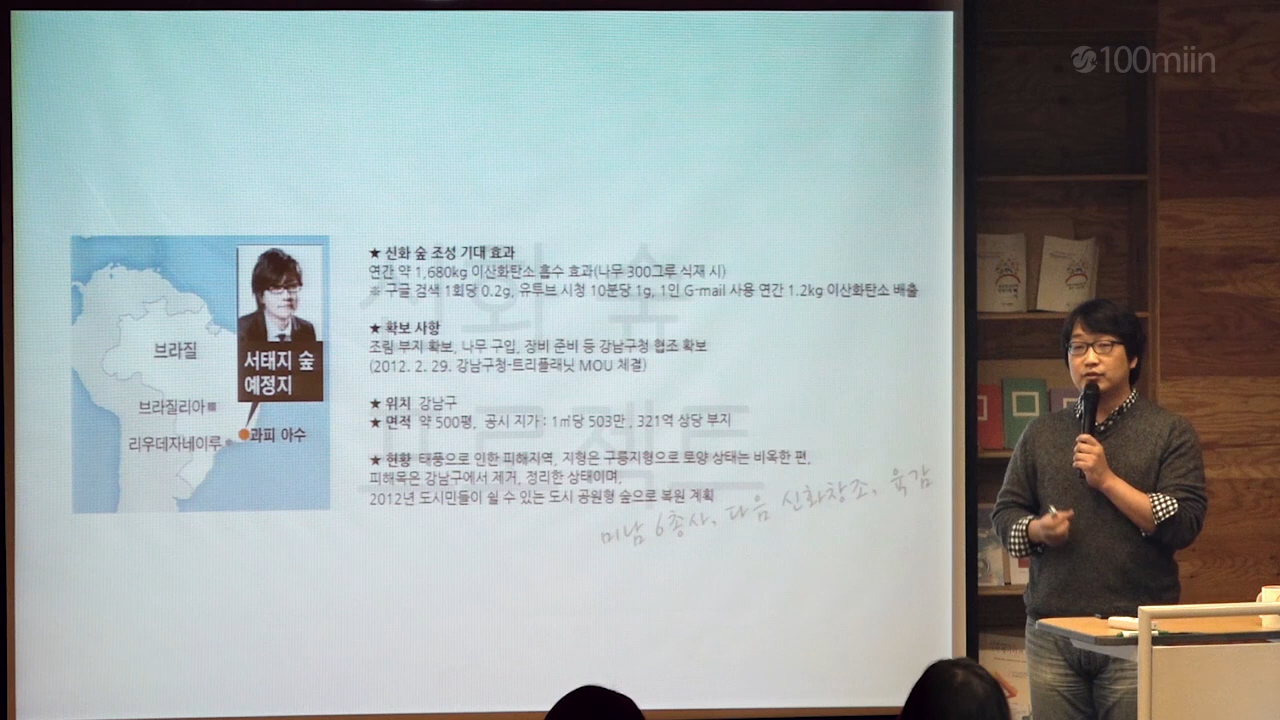 100miin
★ 신화 숲 조성 기대 효과
연간 약 1,680kg 이산화탄소 흡수 효과(나무 300그루 식재 시)
※ 구글 검색 1회당 0.2g, 유투브 시청 10분당 1g, 1인 G-mail 사용 연간 1.2kg 이산화탄소 배출
★ 확보 사항
조림 부지 확보, 나무 구입, 장비 준비 등 강남구청 협조 확보
(2012. 2. 29. 강남구청-트리플래닛 MOU 체결)
★ 위치 강남구
★ 면적 약 500평, 공시 지가 : 1㎡당 503만, 321억 상당 부지
★ 현황 태풍으로 인한 피해지역, 지형은 구릉지형으로 토양 상태는 비옥한 편,
피해목은 강남구에서 제거, 정리한 상태이며,
2012년 도시민들이 쉴 수 있는 도시 공원형 숲으로 복원 계획
미남 6총사, 다음 신화창조, 육감
브라질
서태지 숲
예정지
브라질리아
리우데자네이루
과피 아수